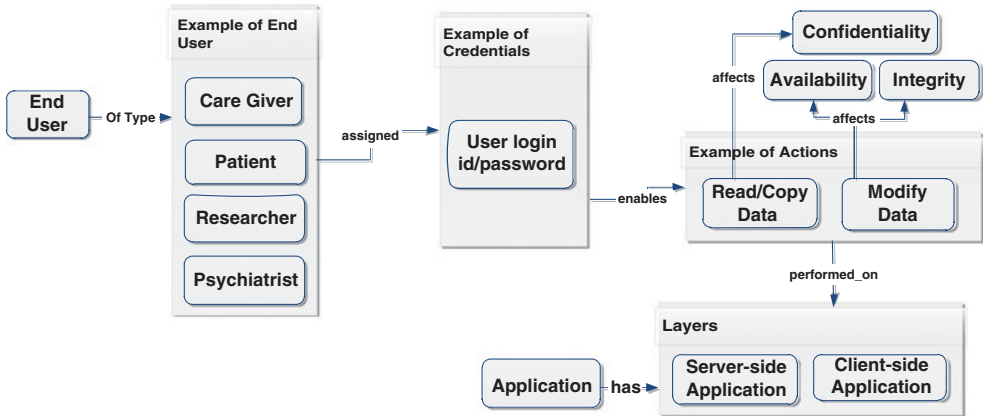 Example of End
User
Care Giver
Patient
Researcher
Psychiatrist
End
User
Of Type
assigned
Example of
Credentials
User login
id/password
enables
Confidentiality
Availability
Integrity
affects
affects
Example of Actions
Read/Copy
Data
Modify
Data
performed_on
Layers
Server-side
Application
Client-side
Application
Application
has